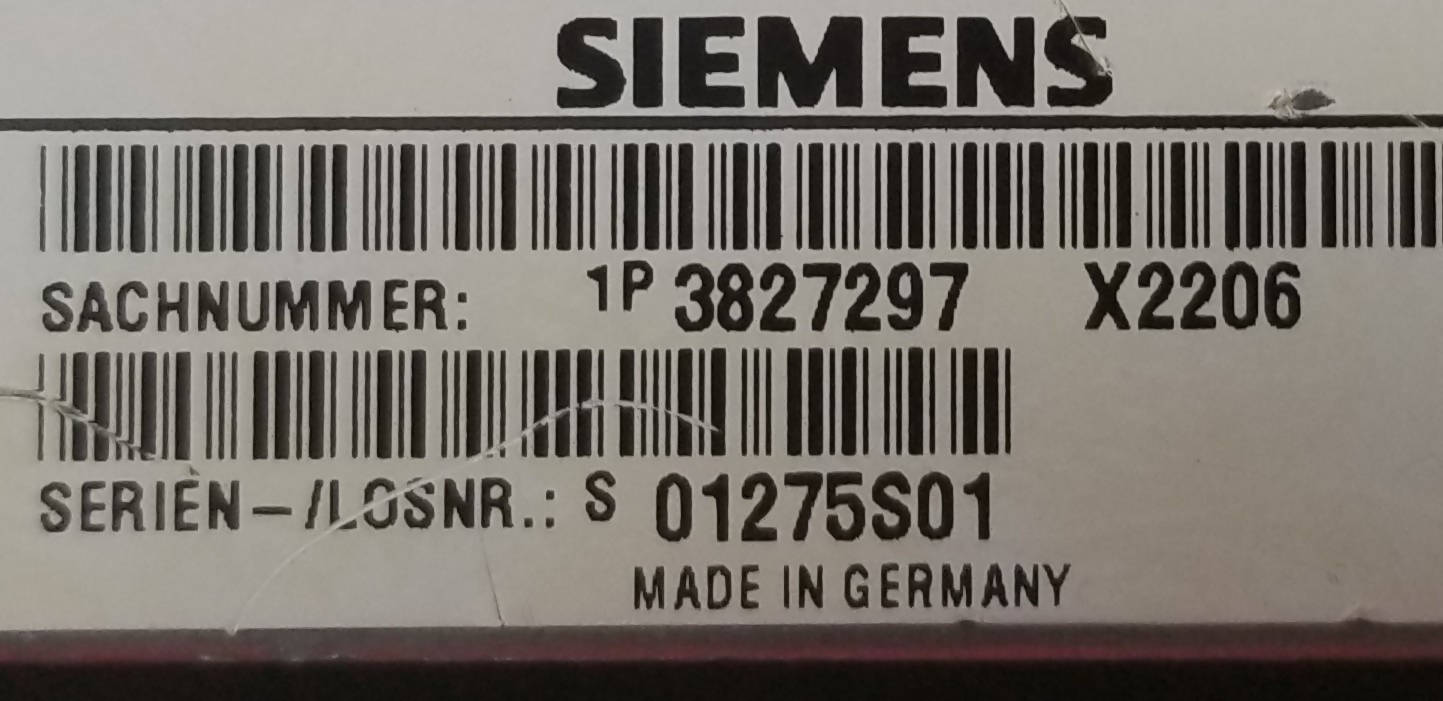 SIEMENS
SACHNUMMER: 1P 3827297 X2206
SERIEN-/LOSNR.: S 01275S01
MADE IN GERMANY